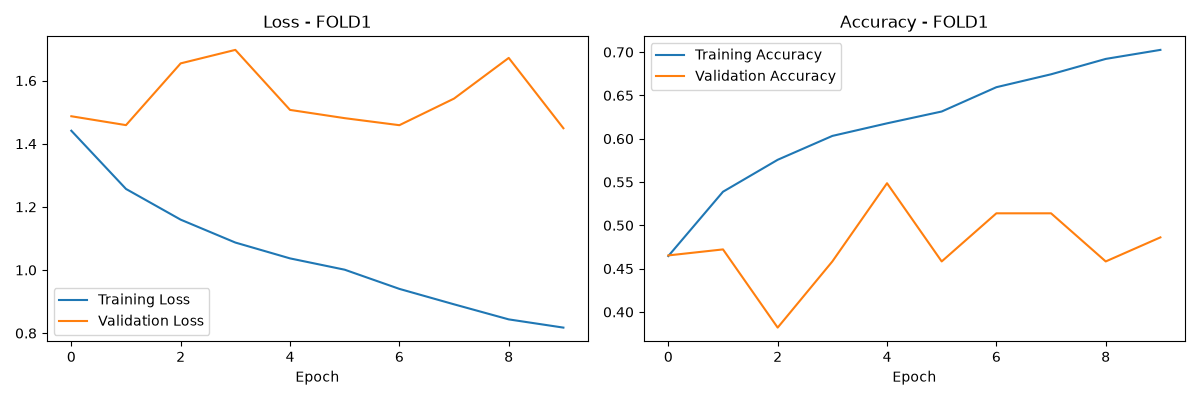 Loss - FOLD1
1.6
1.4
1.2
1.0
0.8
Training Loss
Validation Loss
0 2 4 6 8
Epoch
Accuracy - FOLD1
Training Accuracy
Validation Accuracy
0.70
0.65
0.60
0.55
0.50
0.45
0.40
0 2 4 6 8
Epoch